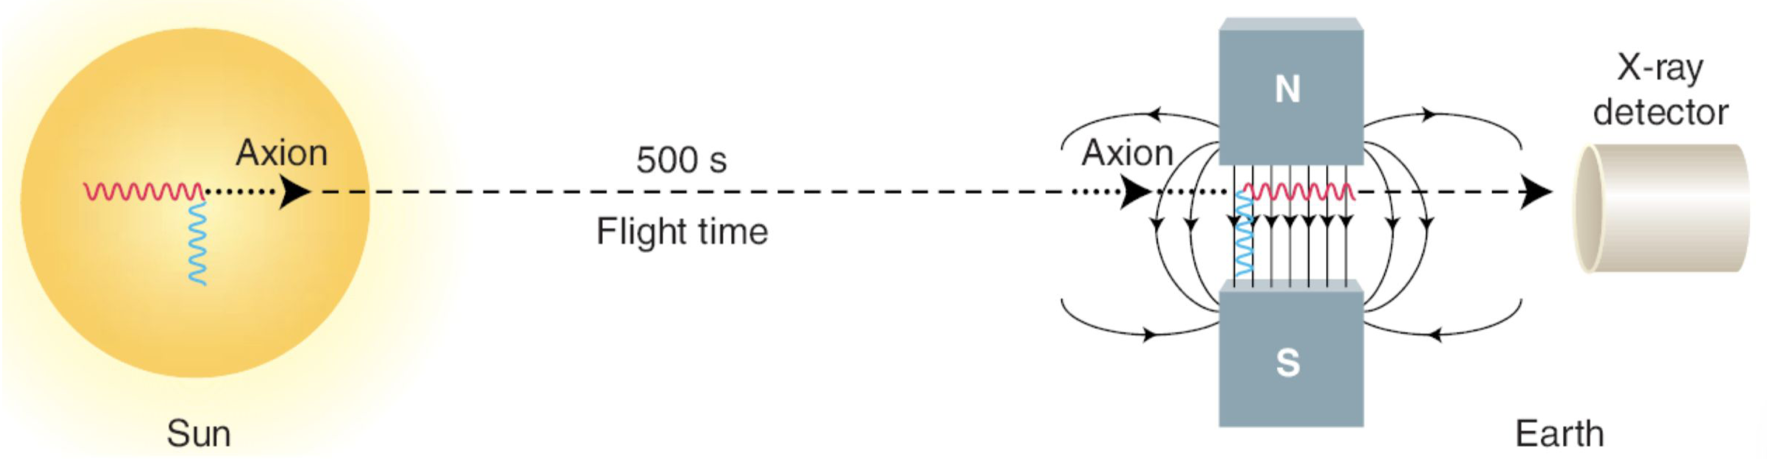 Axion
500 s
Flight time
Sun
Axion
N
S
X-ray
detector
Earth